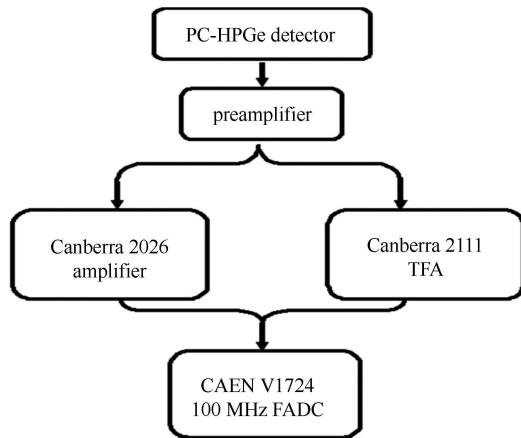 PC-HPGe detector
preamplifier
Canberra 2026
amplifier
Canberra 2111
TFA
CAEN V1724
100 MHz FADC